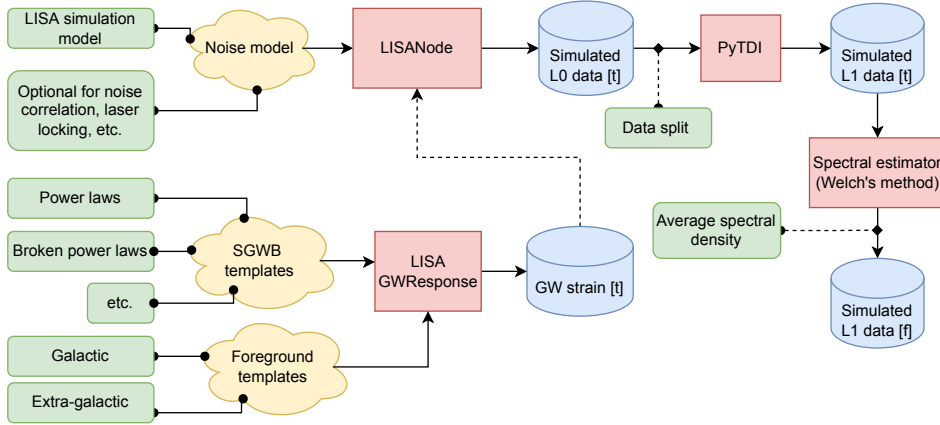 LISA simulation
model
Noise model
LISANode
Simulated
L0 data [t]
PyTDI
Simulated
L1 data [t]
Optional for noise
correlation, laser
locking, etc.
Data split
Spectral estimator
(Welch's method)
Power laws
Broken power laws
etc.
SGWB
templates
LISA
GWResponse
GW strain [t]
Average spectral
density
Simulated
L1 data [f]
Galactic
Extra-galactic
Foreground
templates